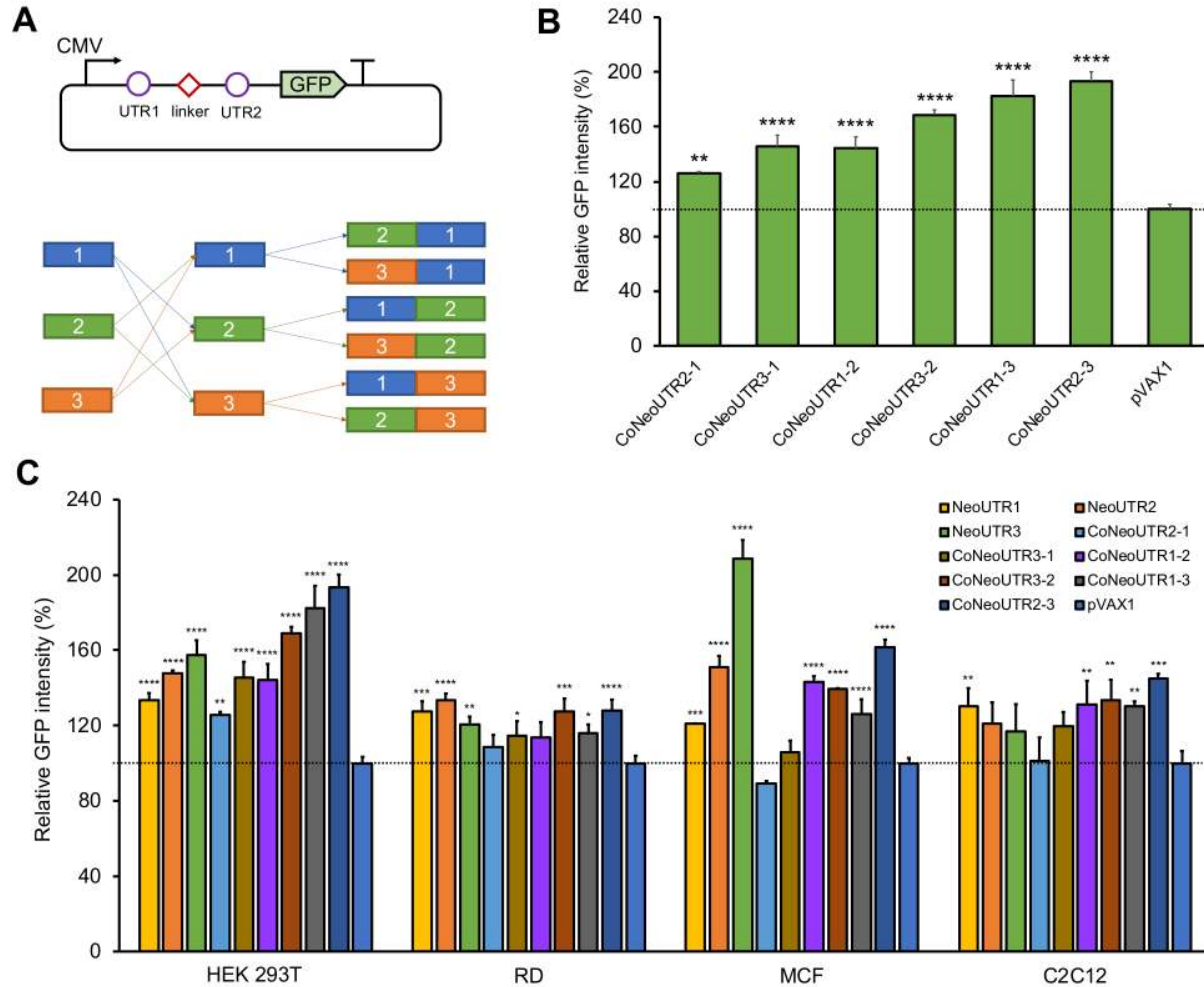 A
CMV
GFP
UTR1 linker UTR2
1 1 2 1
3 1
2 2 1 2
3 2
3 3 1 3
2 3
B
Relative GFP intensity (%)
240
200
160
120
80
40
0
**
****
****
****
****
****
CoNeoUTR2-1
CoNeoUTR3-1
CoNeoUTR1-2
CoNeoUTR3-2
CoNeoUTR1-3
CoNeoUTR2-3
pVAX1
C
Relative GFP intensity (%)
240
200
160
120
80
40
0
NeoUTR1 NeoUTR2
NeoUTR3 CoNeoUTR2-1
CoNeoUTR3-1 CoNeoUTR1-2
CoNeoUTR3-2 CoNeoUTR1-3
CoNeoUTR2-3 pVAX1
**** **** **** ** **** **** **** **** ****
*** **** ** * *** * ****
*** **** **** **** **** **** ****
** ** ** ** ***
HEK 293T RD MCF C2C12